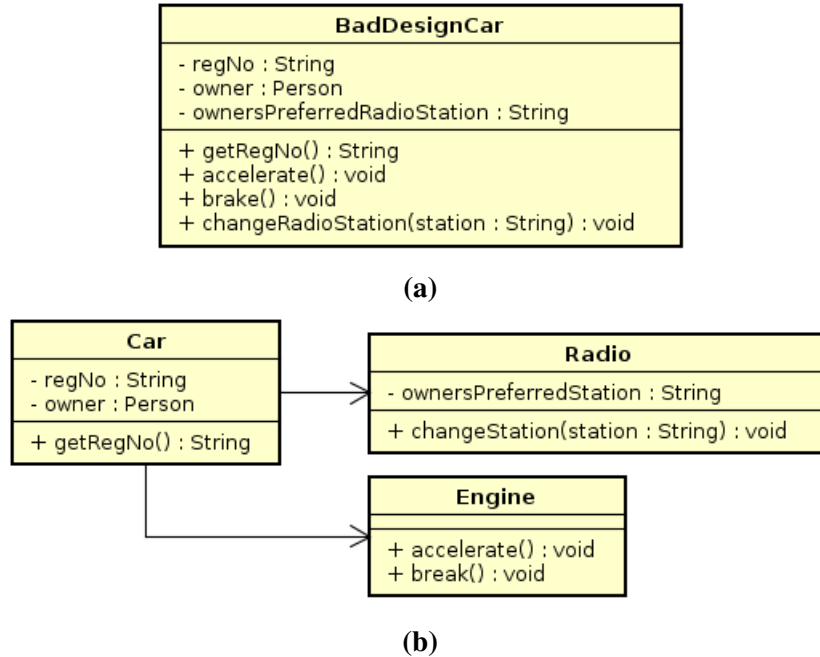 BadDesignCar
- regNo : String
- owner : Person
- ownersPreferredRadioStation : String
+ getRegNo() : String
+ accelerate() : void
+ brake() : void
+ changeRadioStation(station : String) : void
(a)
Car
- regNo : String
- owner : Person
+ getRegNo() : String
Radio
- ownersPreferredStation : String
+ changeStation(station : String) : void
Engine
+ accelerate() : void
+ break() : void
(b)